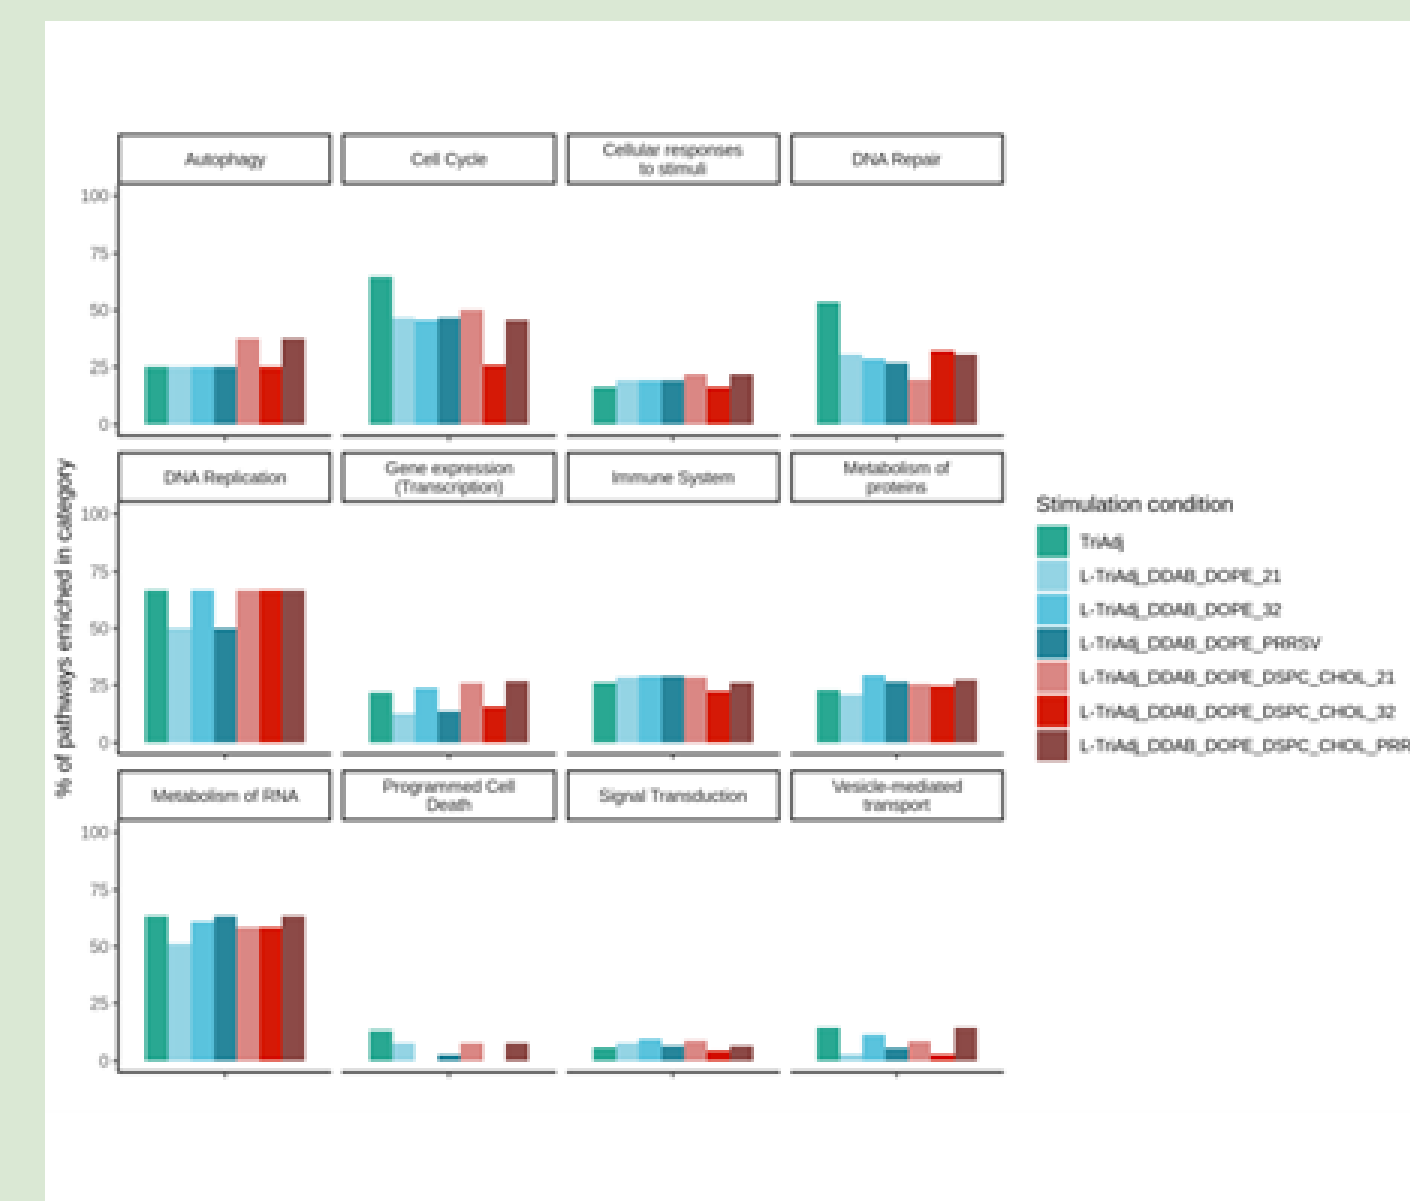 Autophagy
Cell Cycle
Cellular responses
to stimuli
DNA Repair
100
75
50
25
0
DNA Replication
Gene expression
(Transcription)
Immune System
Metabolism of
proteins
100
75
50
25
0
Metabolism of RNA
Programmed Cell
Death
Signal Transduction
Vesicle-mediated
transport
100
75
50
25
0
% of pathways enriched in category
Stimulation condition
TriAdj
L-TriAdj_DDAB_DOPE_21
L-TriAdj_DDAB_DOPE_32
L-TriAdj_DDAB_DOPE_PRRSV
L-TriAdj_DDAB_DOPE_DSPC_CHOL_21
L-TriAdj_DDAB_DOPE_DSPC_CHOL_32
L-TriAdj_DDAB_DOPE_DSPC_CHOL_PRR